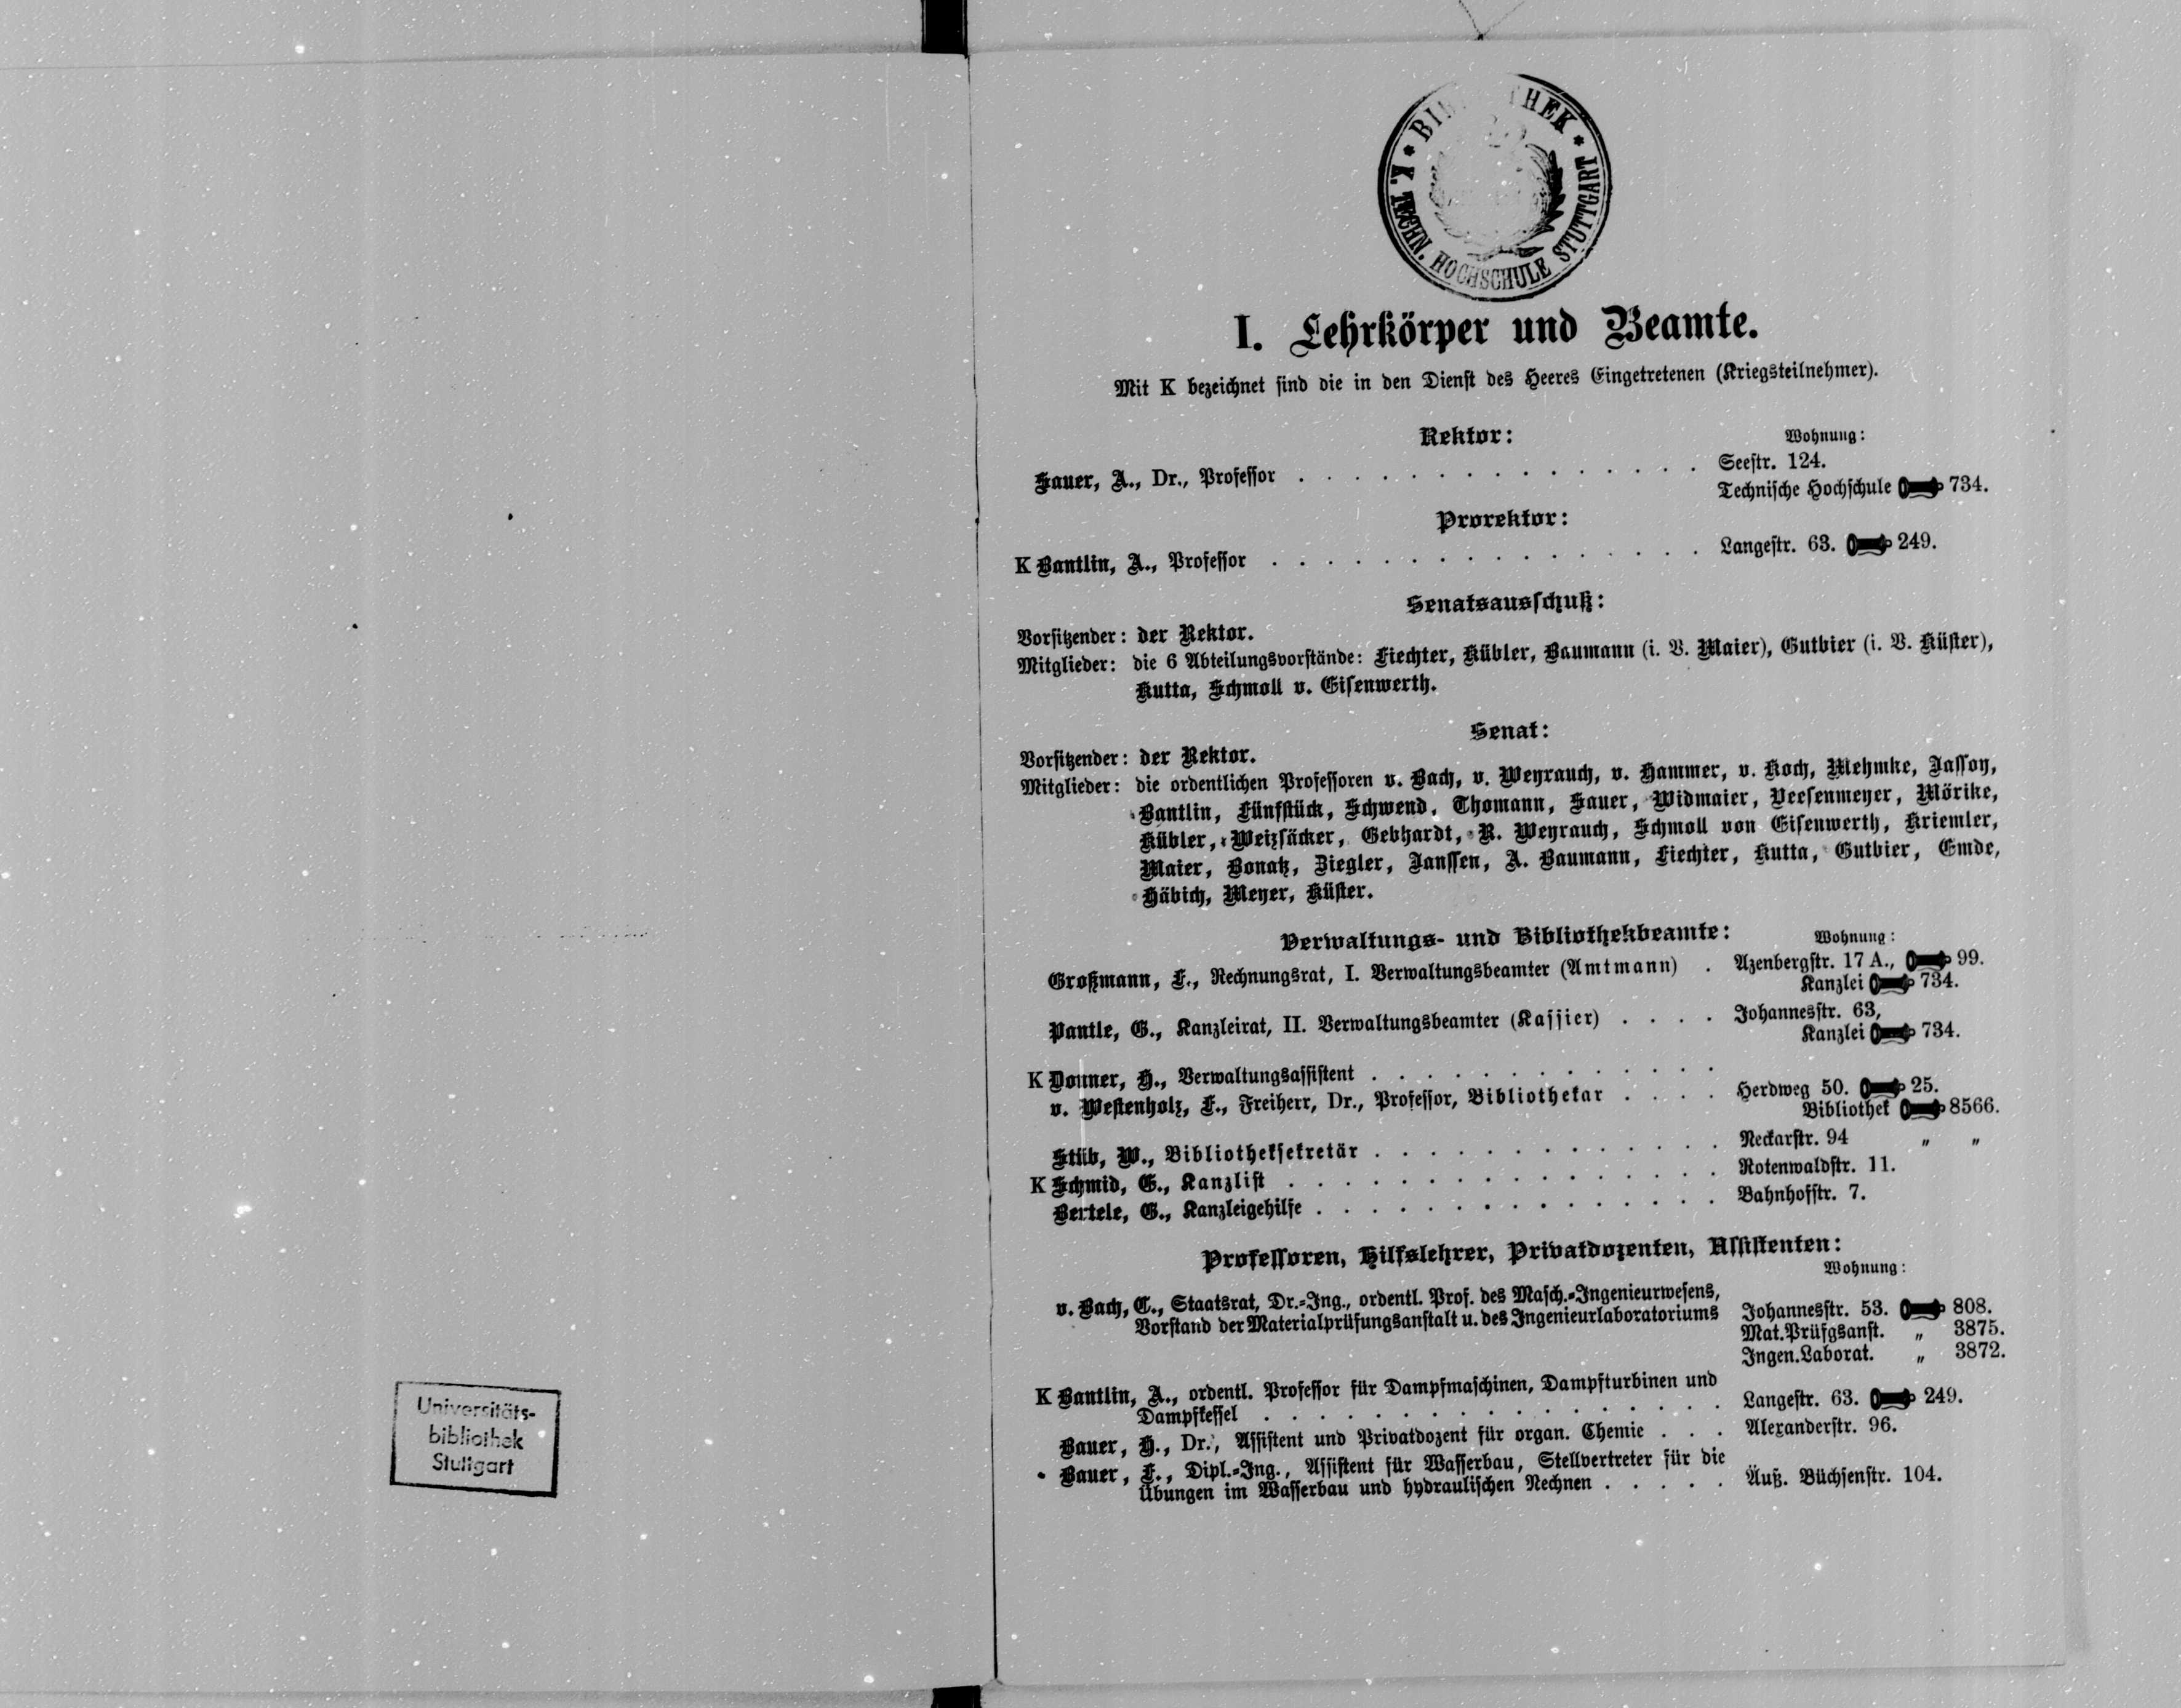 Universitäts-
bibliothek
Stuttgart
K. TECHN. HOCHSCHULE STUTTGART
I. Lehrkörper und Beamte.
Mit K bezeichnet sind die in den Dienst des Heeres Eingetretenen (Kriegsteilnehmer).
Rektor: Wohnung:
Sauer, A., Dr., Professor . . . . . . . . . . . . . . . Seestr. 124.
Technische Hochschule 734.
Prorektor:
K Bantlin, A., Professor . . . . . . . . . . . . . . . . Langestr. 63. 249.
Senatsausschuß:
Vorsitzender: der Rektor.
Mitglieder: die 6 Abteilungsvorstände: Fiechter, Kübler, Baumann (i. V. Maier), Gutbier (i. V. Küster),
Kutta, Schmoll v. Eisenwerth.
Senat:
Vorsitzender: der Rektor.
Mitglieder: die ordentlichen Professoren v. Bach, v. Weyrauch, v. Hammer, v. Koch, Mehmke, Jassoy,
Bantlin, Fünfstück, Schwend, Thomann, Sauer, Widmaier, Veesenmeyer, Mörike,
Kübler, Weizsäcker, Gebhardt, R. Weyrauch, Schmoll von Eisenwerth, Kriemler,
Maier, Bonatz, Ziegler, Janssen, A. Baumann, Fiechter, Kutta, Gutbier, Emde,
Häbich, Meyer, Küster.
Verwaltungs- und Bibliothekbeamte: Wohnung:
Großmann, F., Rechnungsrat, I. Verwaltungsbeamter (Amtmann) . Azenbergstr. 17 A., 99.
Kanzlei 734.
Pantle, G., Kanzleirat, II. Verwaltungsbeamter (Kassier) . . . . Johannesstr. 63,
Kanzlei 734.
K Donner, H., Verwaltungsassistent . . . . . . . . . . . . .
v. Westenholz, F., Freiherr, Dr., Professor, Bibliothekar . . . . Herdweg 50. 25.
Bibliothek 8566.
Stüb, W., Bibliotheksekretär . . . . . . . . . . . . . Neckarstr. 94 „ „
K Schmid, G., Kanzlist . . . . . . . . . . . . . . . . Rotenwaldstr. 11.
Bertele, G., Kanzleigehilfe . . . . . . . . . . . . . . . Bahnhofstr. 7.
Professoren, Hilfslehrer, Privatdozenten, Assistenten:
Wohnung:
v. Bach, C., Staatsrat, Dr.-Ing., ordentl. Prof. des Masch.-Ingenieurwesens,
Vorstand der Materialprüfungsanstalt u. des Ingenieurlaboratoriums Johannesstr. 53. 808.
Mat.Prüfgsanst. „ 3875.
Ingen.Laborat. „ 3872.
K Bantlin, A., ordentl. Professor für Dampfmaschinen, Dampfturbinen und
Dampfkessel . . . . . . . . . . . . . . . . . Langestr. 63. 249.
Bauer, H., Dr., Assistent und Privatdozent für organ. Chemie . . . Alexanderstr. 96.
Bauer, F., Dipl.-Ing., Assistent für Wasserbau, Stellvertreter für die
Übungen im Wasserbau und hydraulischen Rechnen . . . . . Äuß. Büchsenstr. 104.